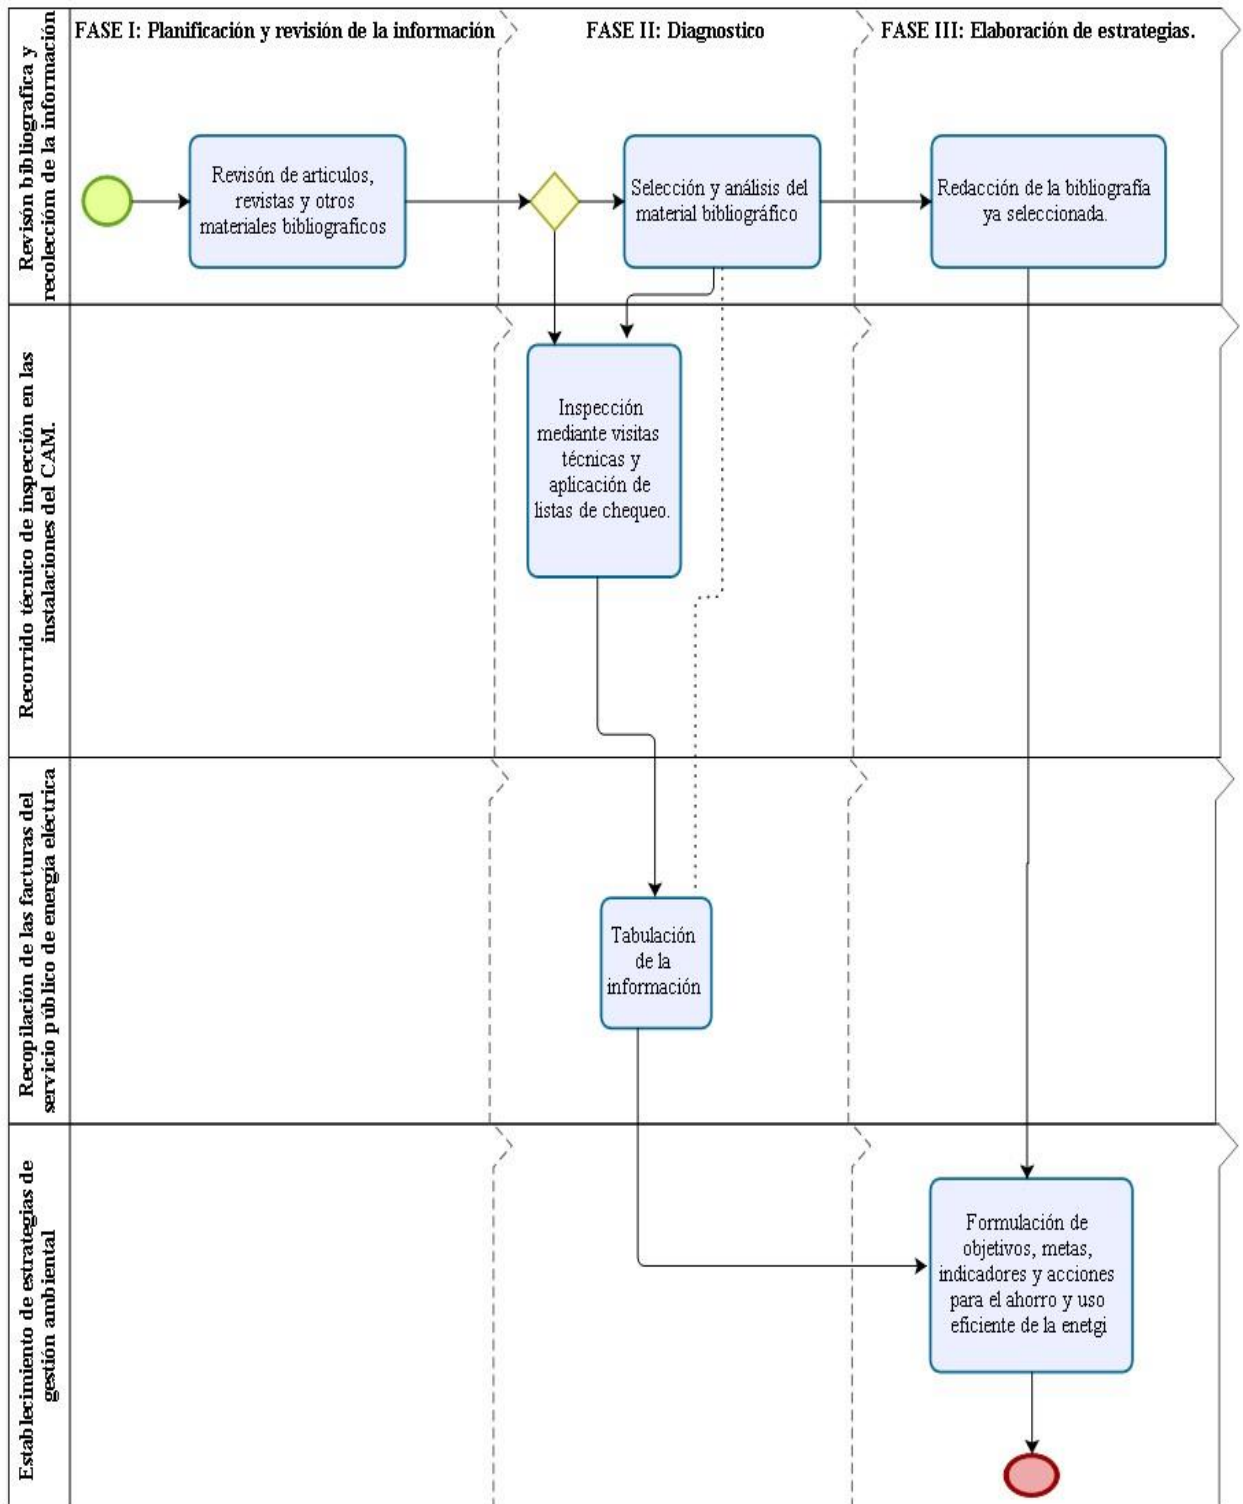 FASE I: Planificación y revisión de la información
FASE II: Diagnostico
FASE III: Elaboración de estrategias.
Revisón bibliografica y
recoleccíón de la información
Revisón de articulos,
revistas y otros
materiales bibliograficos
Selección y análisis del
material bibliográfico
Redacción de la bibliografía
ya seleccionada.
Recorrido técnico de inspección en las
instalaciones del CAM.
Inspección
mediante visitas
técnicas y
aplicación de
listas de chequeo.
Recopilación de las facturas del
servicio público de energía eléctrica
Tabulación
de la
información
Establecimiento de estrategias de
gestión ambiental
Formulación de
objetivos, metas,
indicadores y acciones
para el ahorro y uso
eficiente de la enetgi